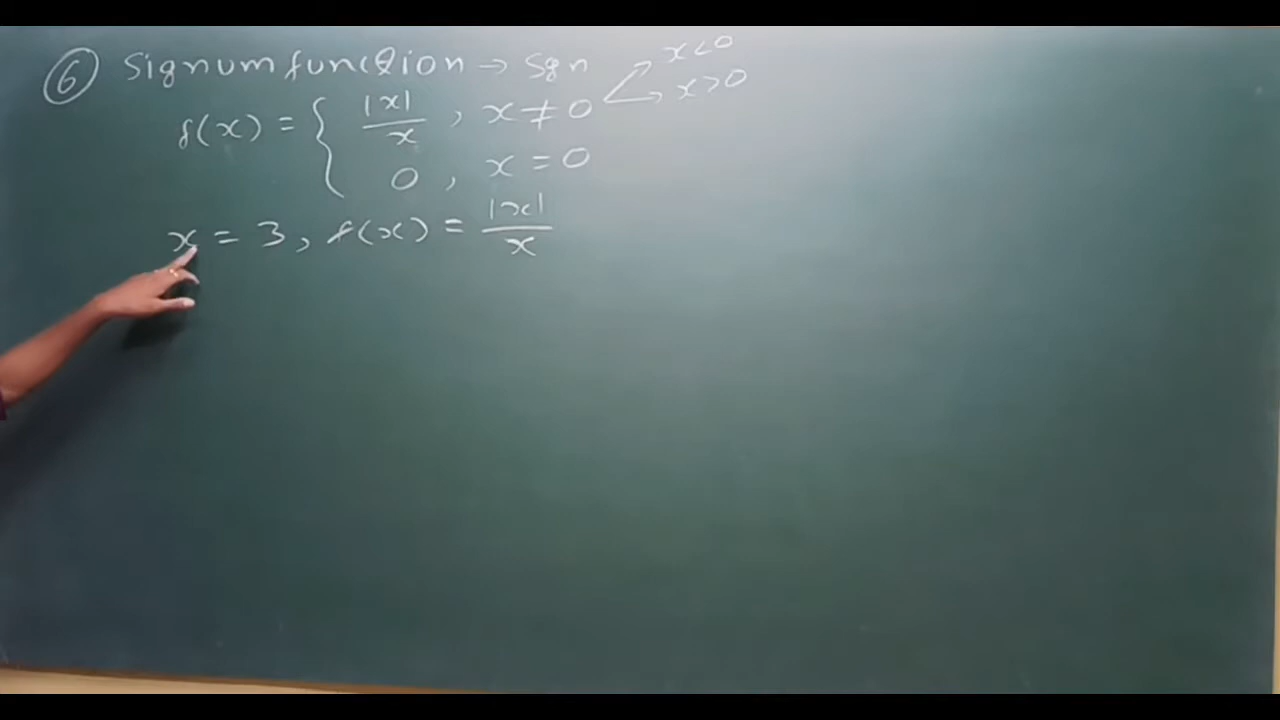 ⑥ Signum function → Sgn
x < 0
x > 0
f(x) = { |x|/x , x ≠ 0
0 , x = 0
x = 3, f(x) = |x|/x